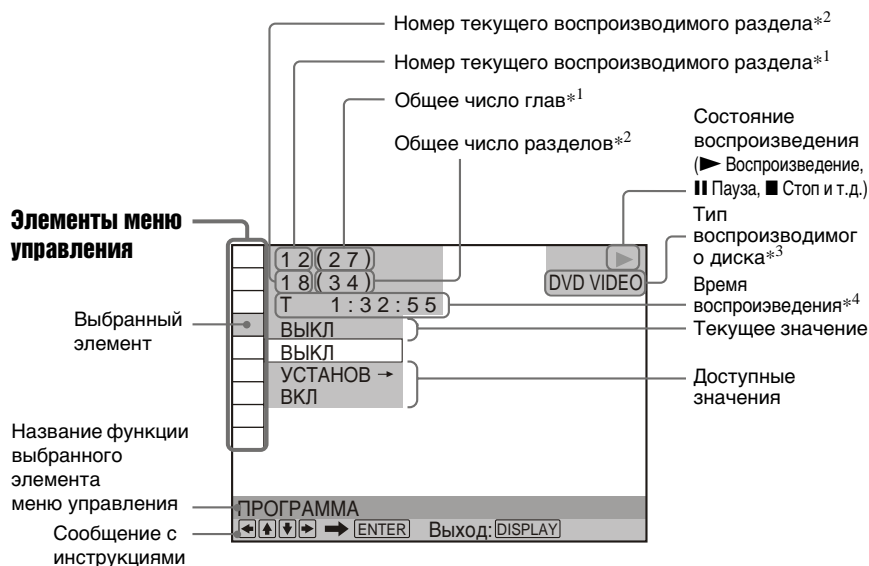 Номер текущего воспроизводимого раздела*2
Номер текущего воспроизводимого раздела*1
Общее число глав*1
Общее число разделов*2
Состояние
воспроизведения
(► Воспроизведение,
II Пауза, ■ Стоп и т.д.)
Тип
воспроизводимог
о диска*3
Время
воспроиэведения*4
Текущее значение
Доступные
значения
Элементы меню
управления
Выбранный
элемент
Название функции
выбранного
элемента
меню управления
Сообщение с
инструкциями
12(27)
18(34)
T 1:32:55
DVD VIDEO
ВЫКЛ
ВЫКЛ
УСТАНОВ →
ВКЛ
ПРОГРАММА
←↑↓→ → ENTER Выход: DISPLAY